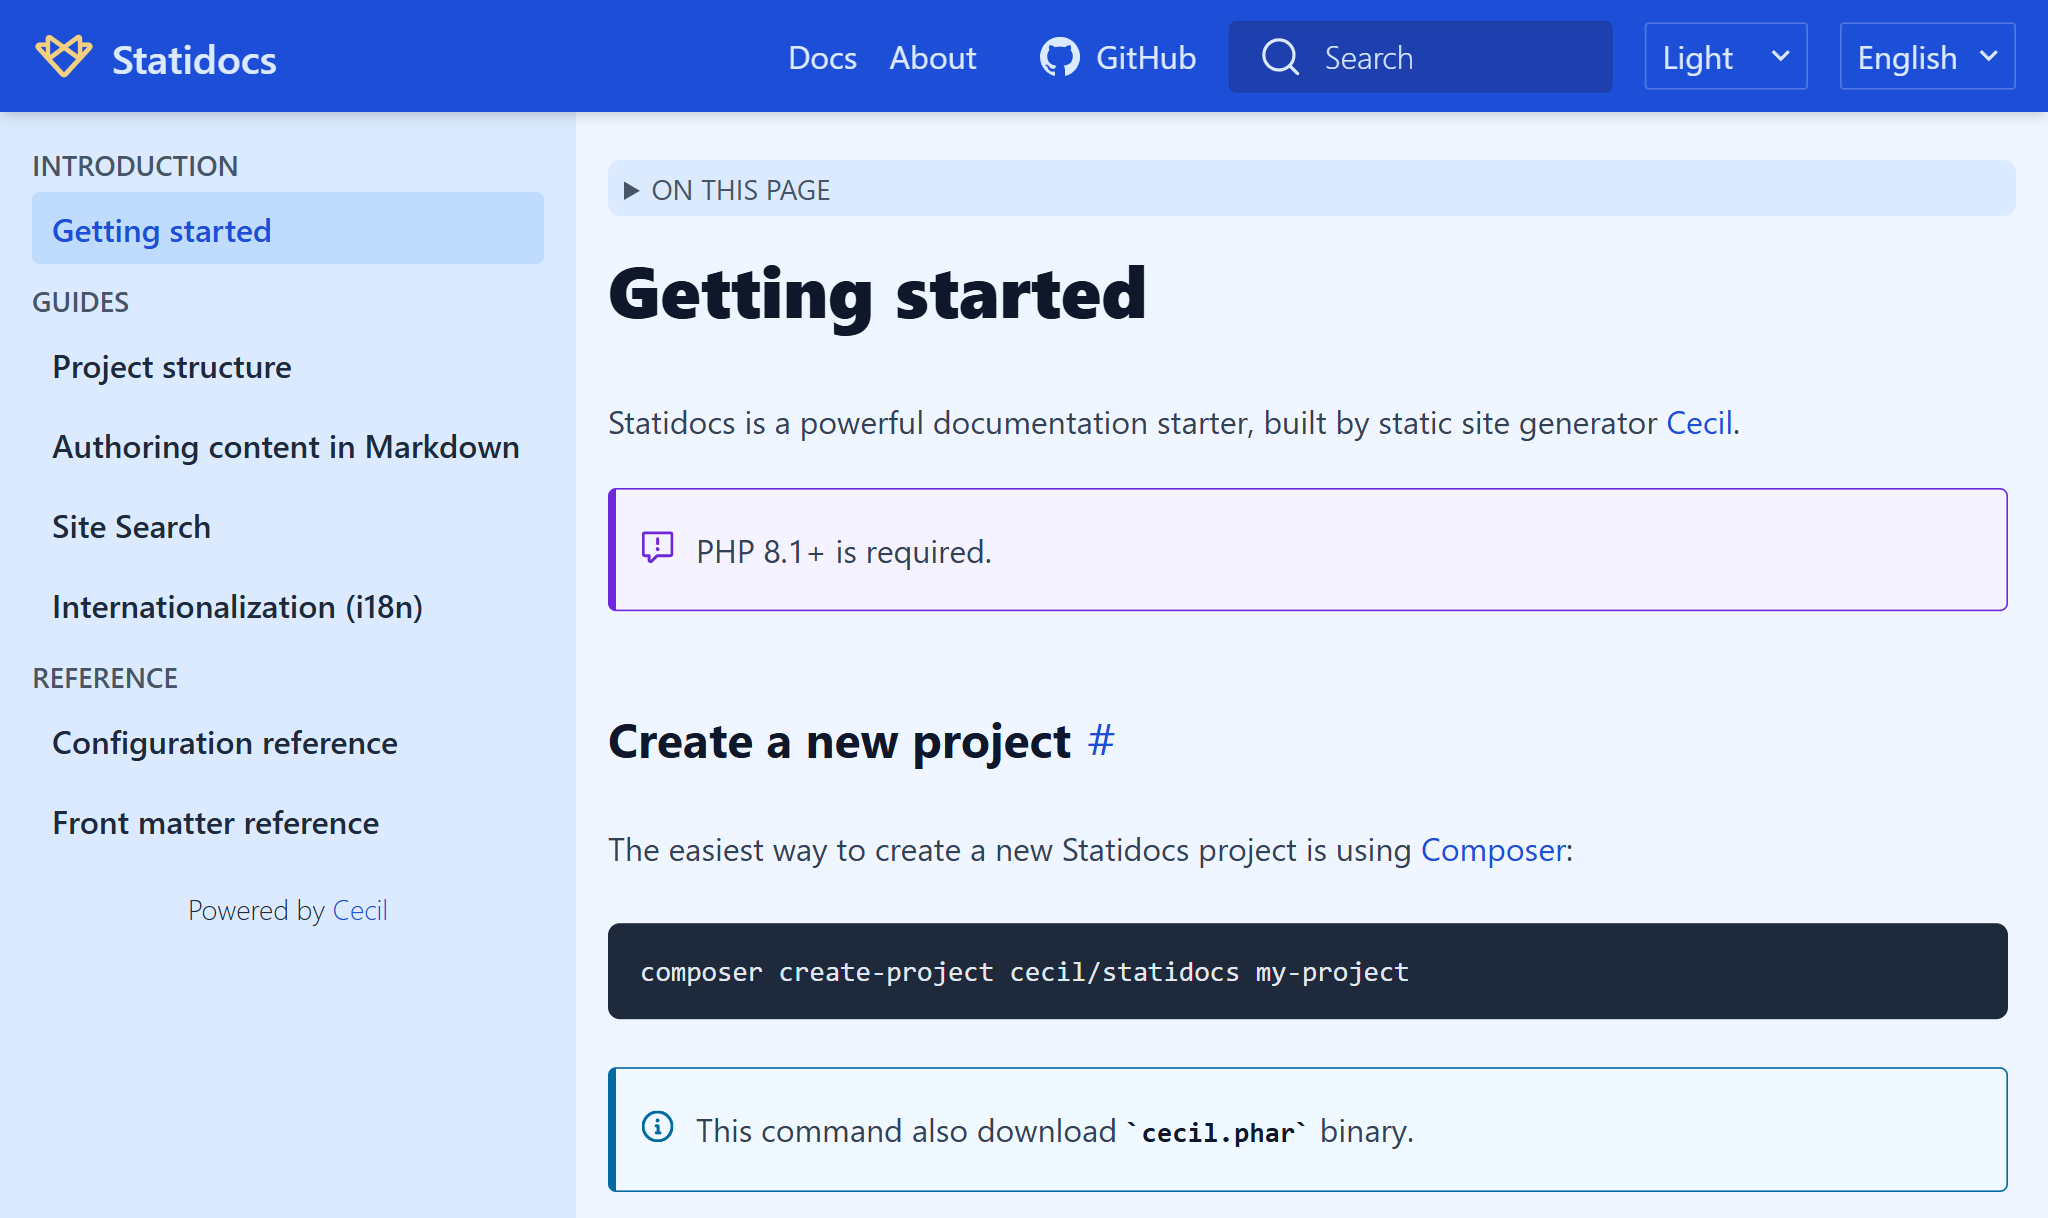 Statidocs
Docs About GitHub Search Light English
INTRODUCTION
Getting started
GUIDES
Project structure
Authoring content in Markdown
Site Search
Internationalization (i18n)
REFERENCE
Configuration reference
Front matter reference
Powered by Cecil
ON THIS PAGE
Getting started
Statidocs is a powerful documentation starter, built by static site generator Cecil.
PHP 8.1+ is required.
Create a new project #
The easiest way to create a new Statidocs project is using Composer:
composer create-project cecil/statidocs my-project
This command also download `cecil.phar` binary.